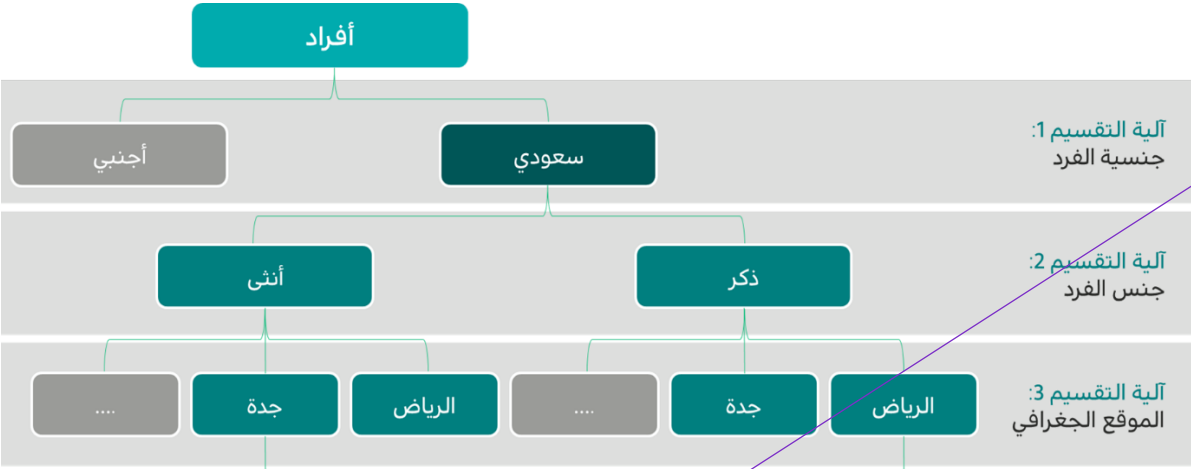 أفراد
آلية التقسيم 1:
جنسية الفرد
سعودي
أجنبي
آلية التقسيم 2:
جنس الفرد
ذكر
أنثى
آلية التقسيم 3:
الموقع الجغرافي
الرياض
جدة
....
الرياض
جدة
....